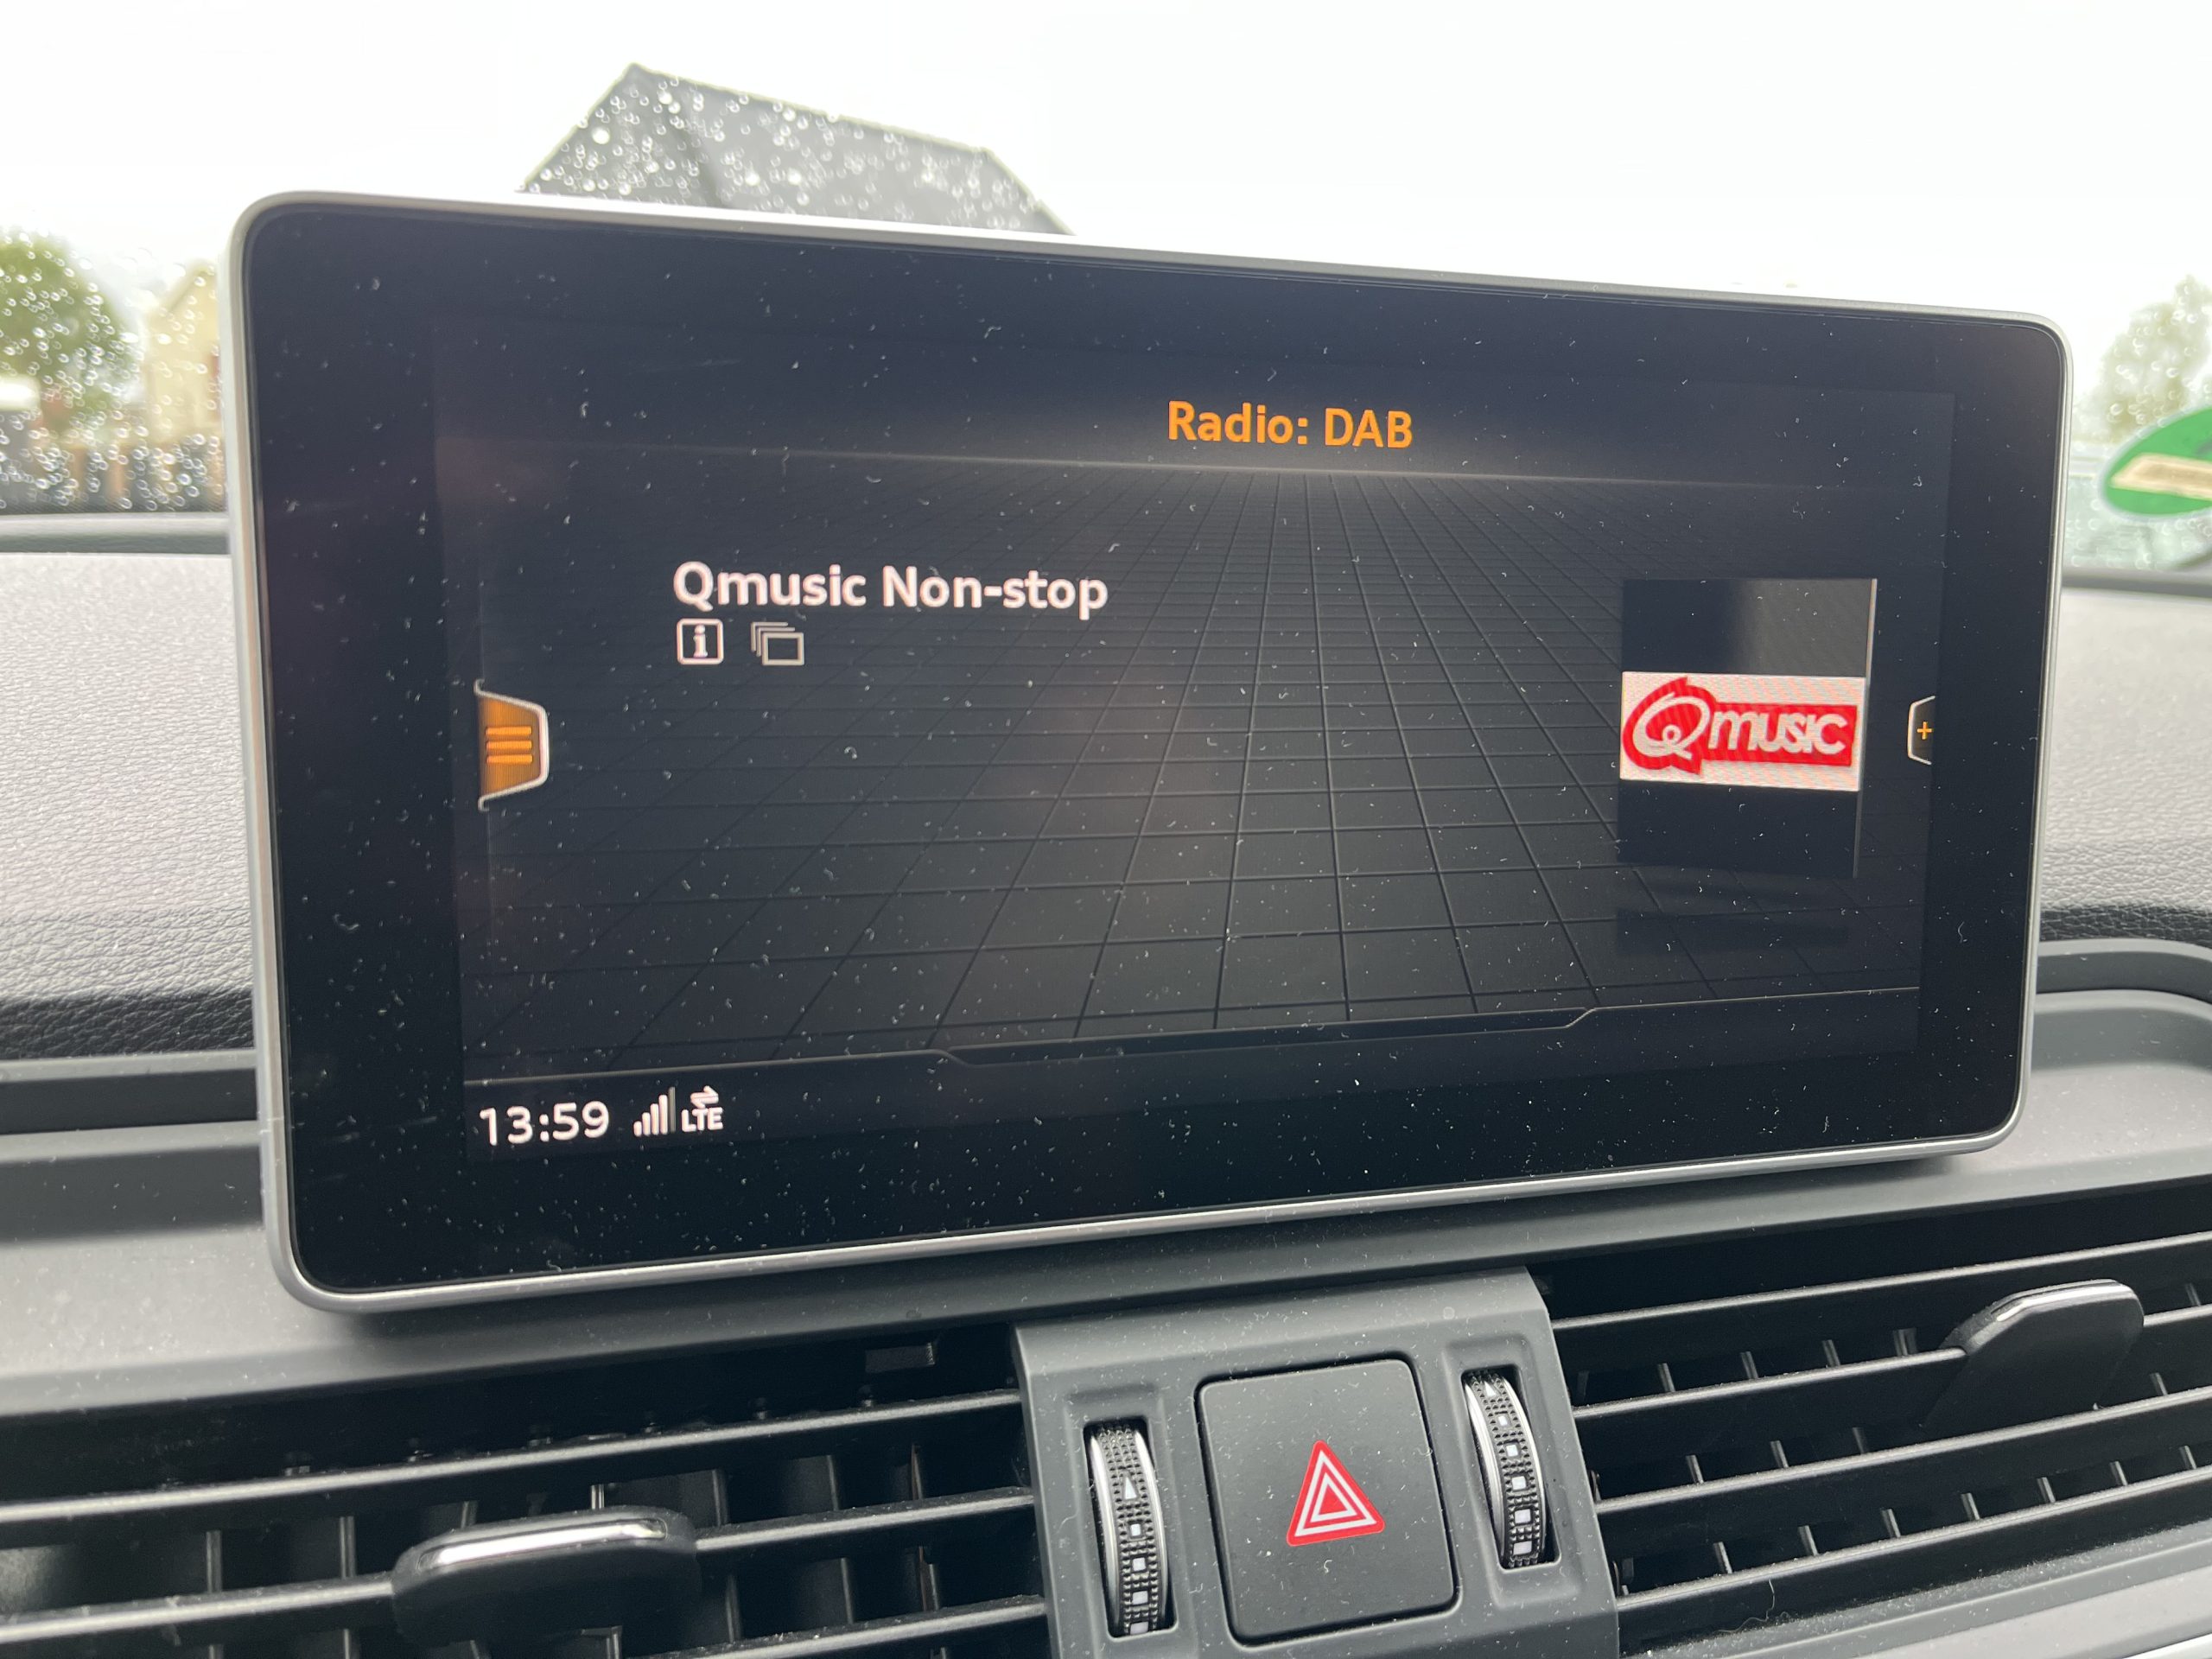 Radio: DAB
Qmusic Non-stop
i
Qmusic
+
13:59 LTE